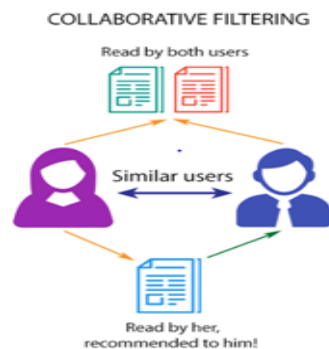 COLLABORATIVE FILTERING
Read by both users
Similar users
Read by her,
recommended to him!